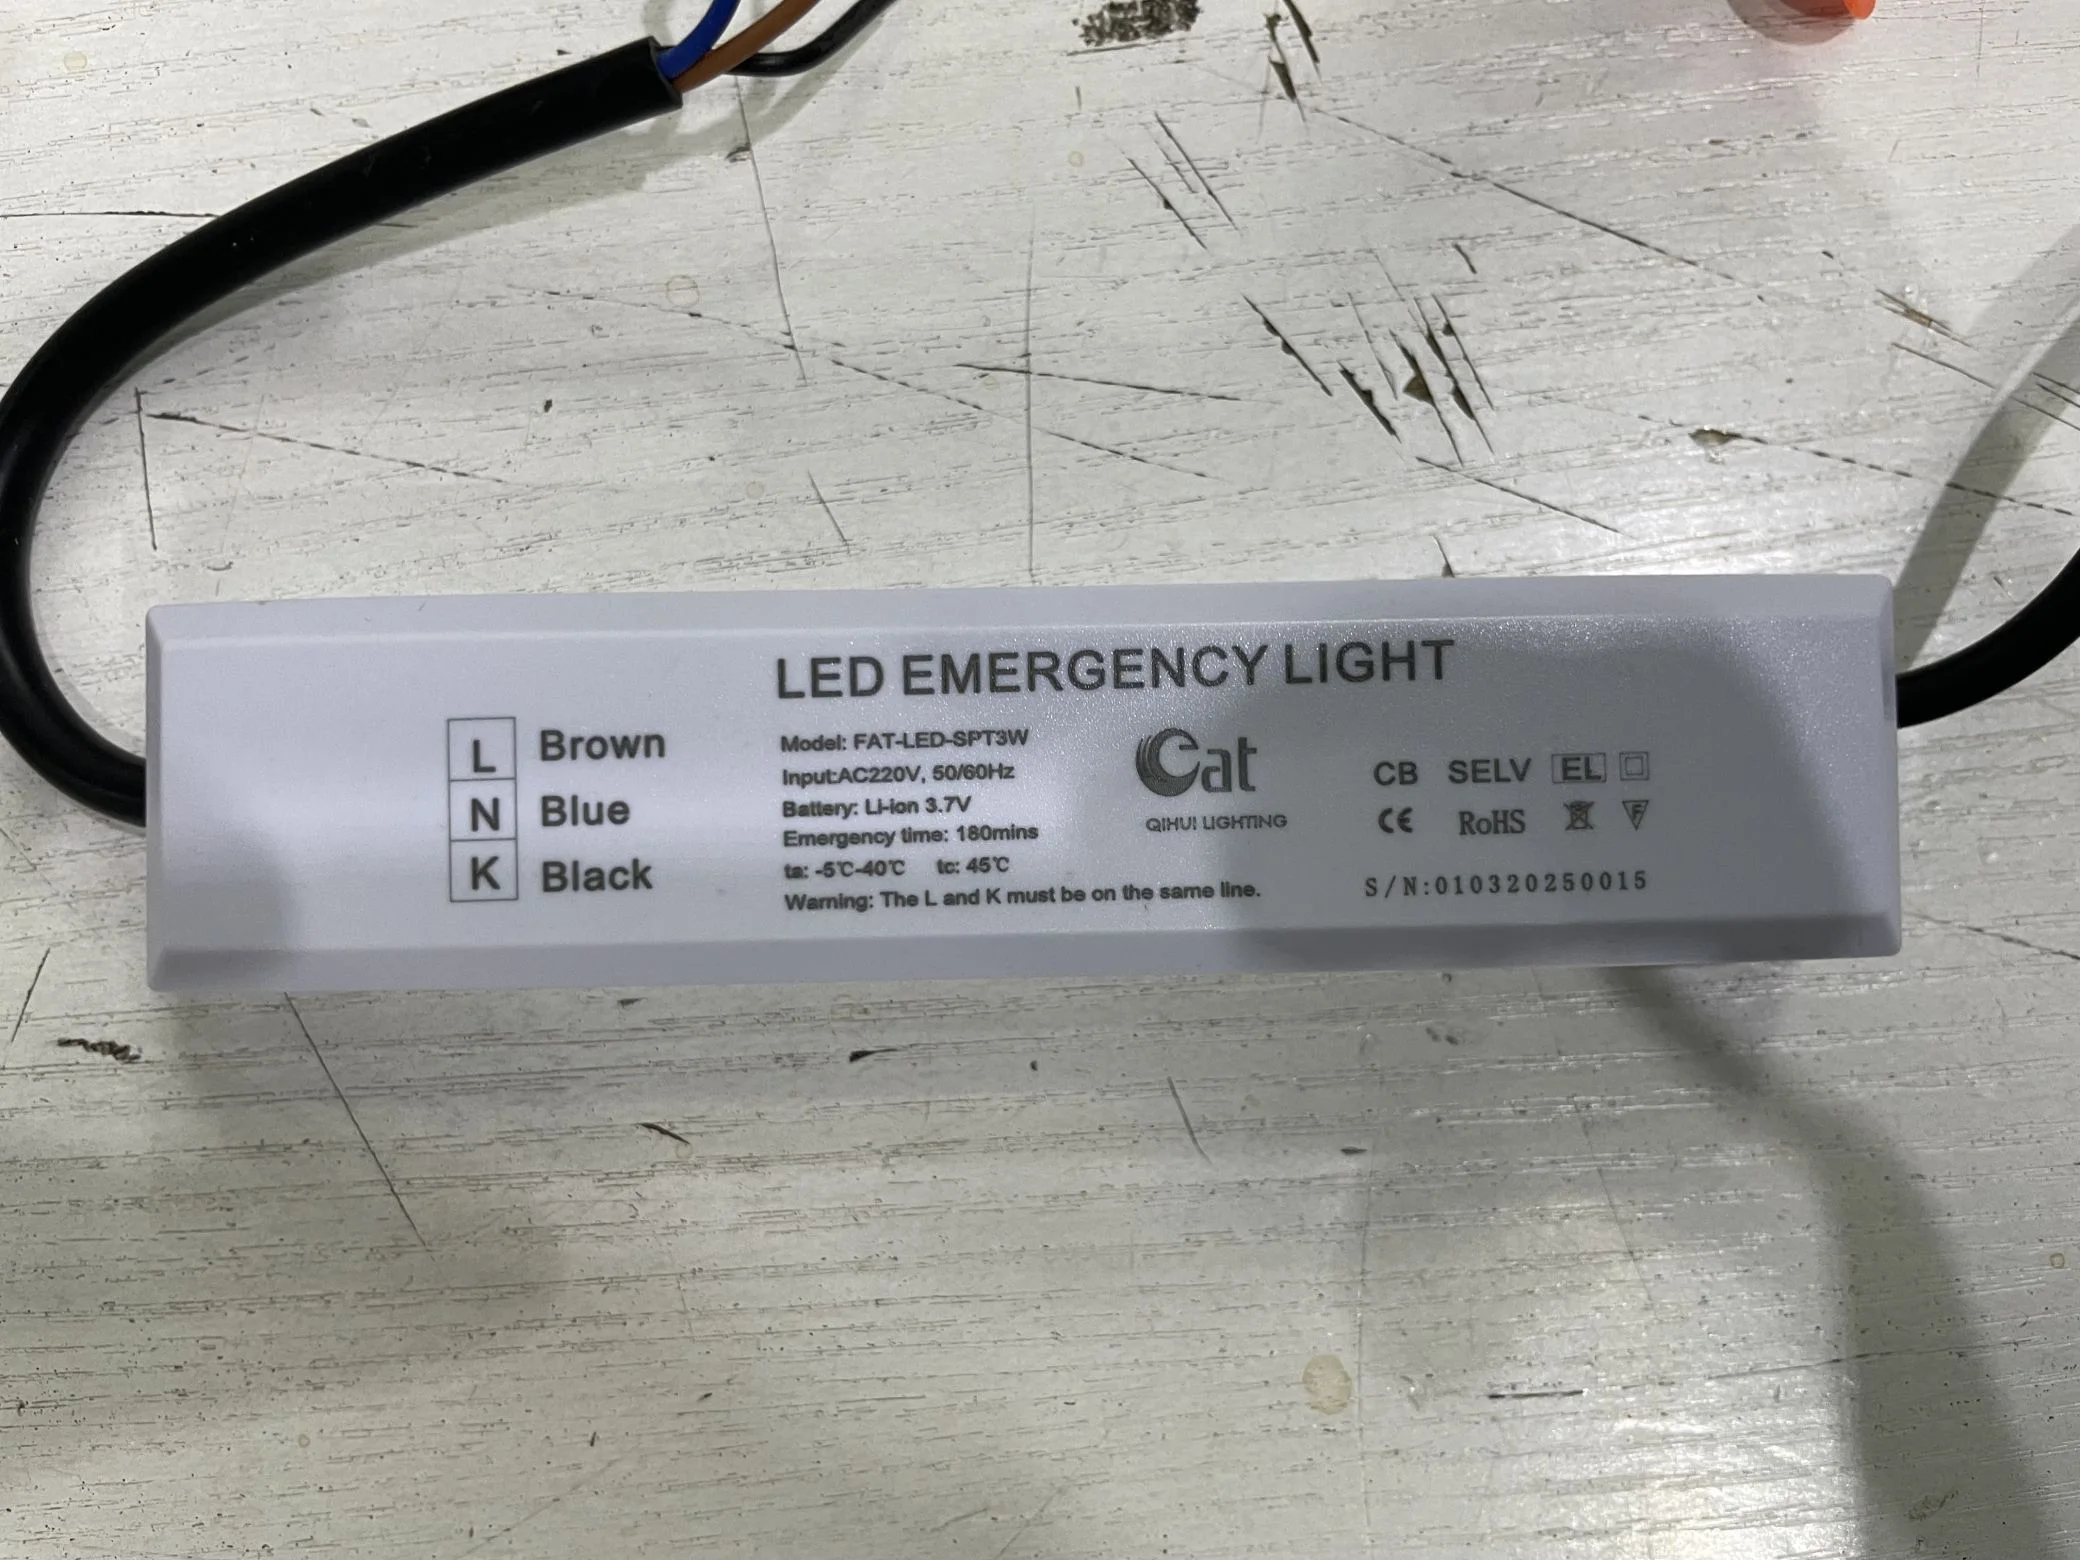 LED EMERGENCY LIGHT
L Brown
N Blue
K Black
Model: FAT-LED-SPT3W
Input:AC220V, 50/60Hz
Battery: Li-ion 3.7V
Emergency time: 180mins
ta: -5℃-40℃ tc: 45℃
Warning: The L and K must be on the same line.
Cat
QIHUI LIGHTING
CB SELV EL
CE RoHS F
S/N:010320250015